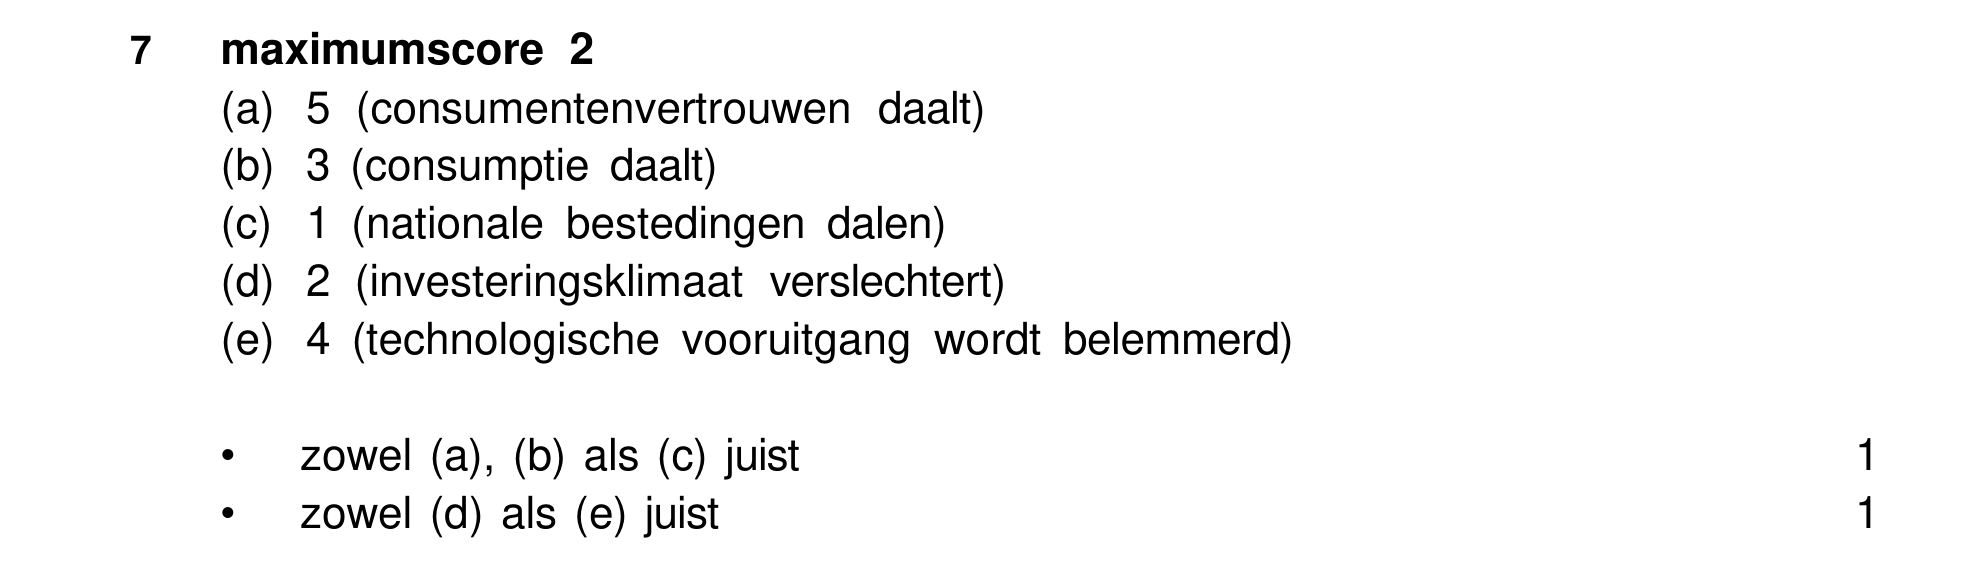 7 maximumscore 2
(a) 5 (consumentenvertrouwen daalt)
(b) 3 (consumptie daalt)
(c) 1 (nationale bestedingen dalen)
(d) 2 (investeringsklimaat verslechtert)
(e) 4 (technologische vooruitgang wordt belemmerd)
• zowel (a), (b) als (c) juist 1
• zowel (d) als (e) juist 1